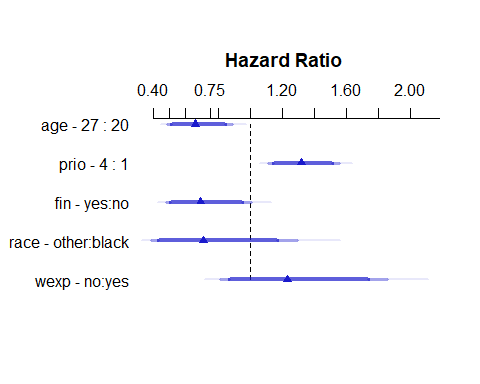 Hazard Ratio
0.40 0.75 1.20 1.60 2.00
age - 27 : 20
prio - 4 : 1
fin - yes:no
race - other:black
wexp - no:yes